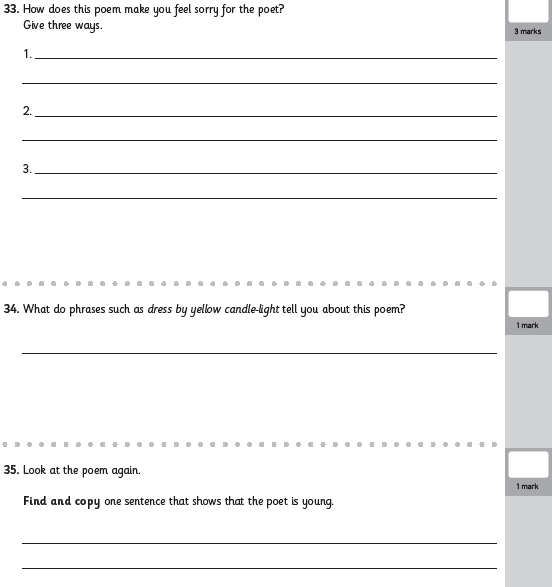 33. How does this poem make you feel sorry for the poet?
Give three ways.
3 marks
1.
2.
3.
34. What do phrases such as dress by yellow candle-light tell you about this poem?
1 mark
35. Look at the poem again.
1 mark
Find and copy one sentence that shows that the poet is young.